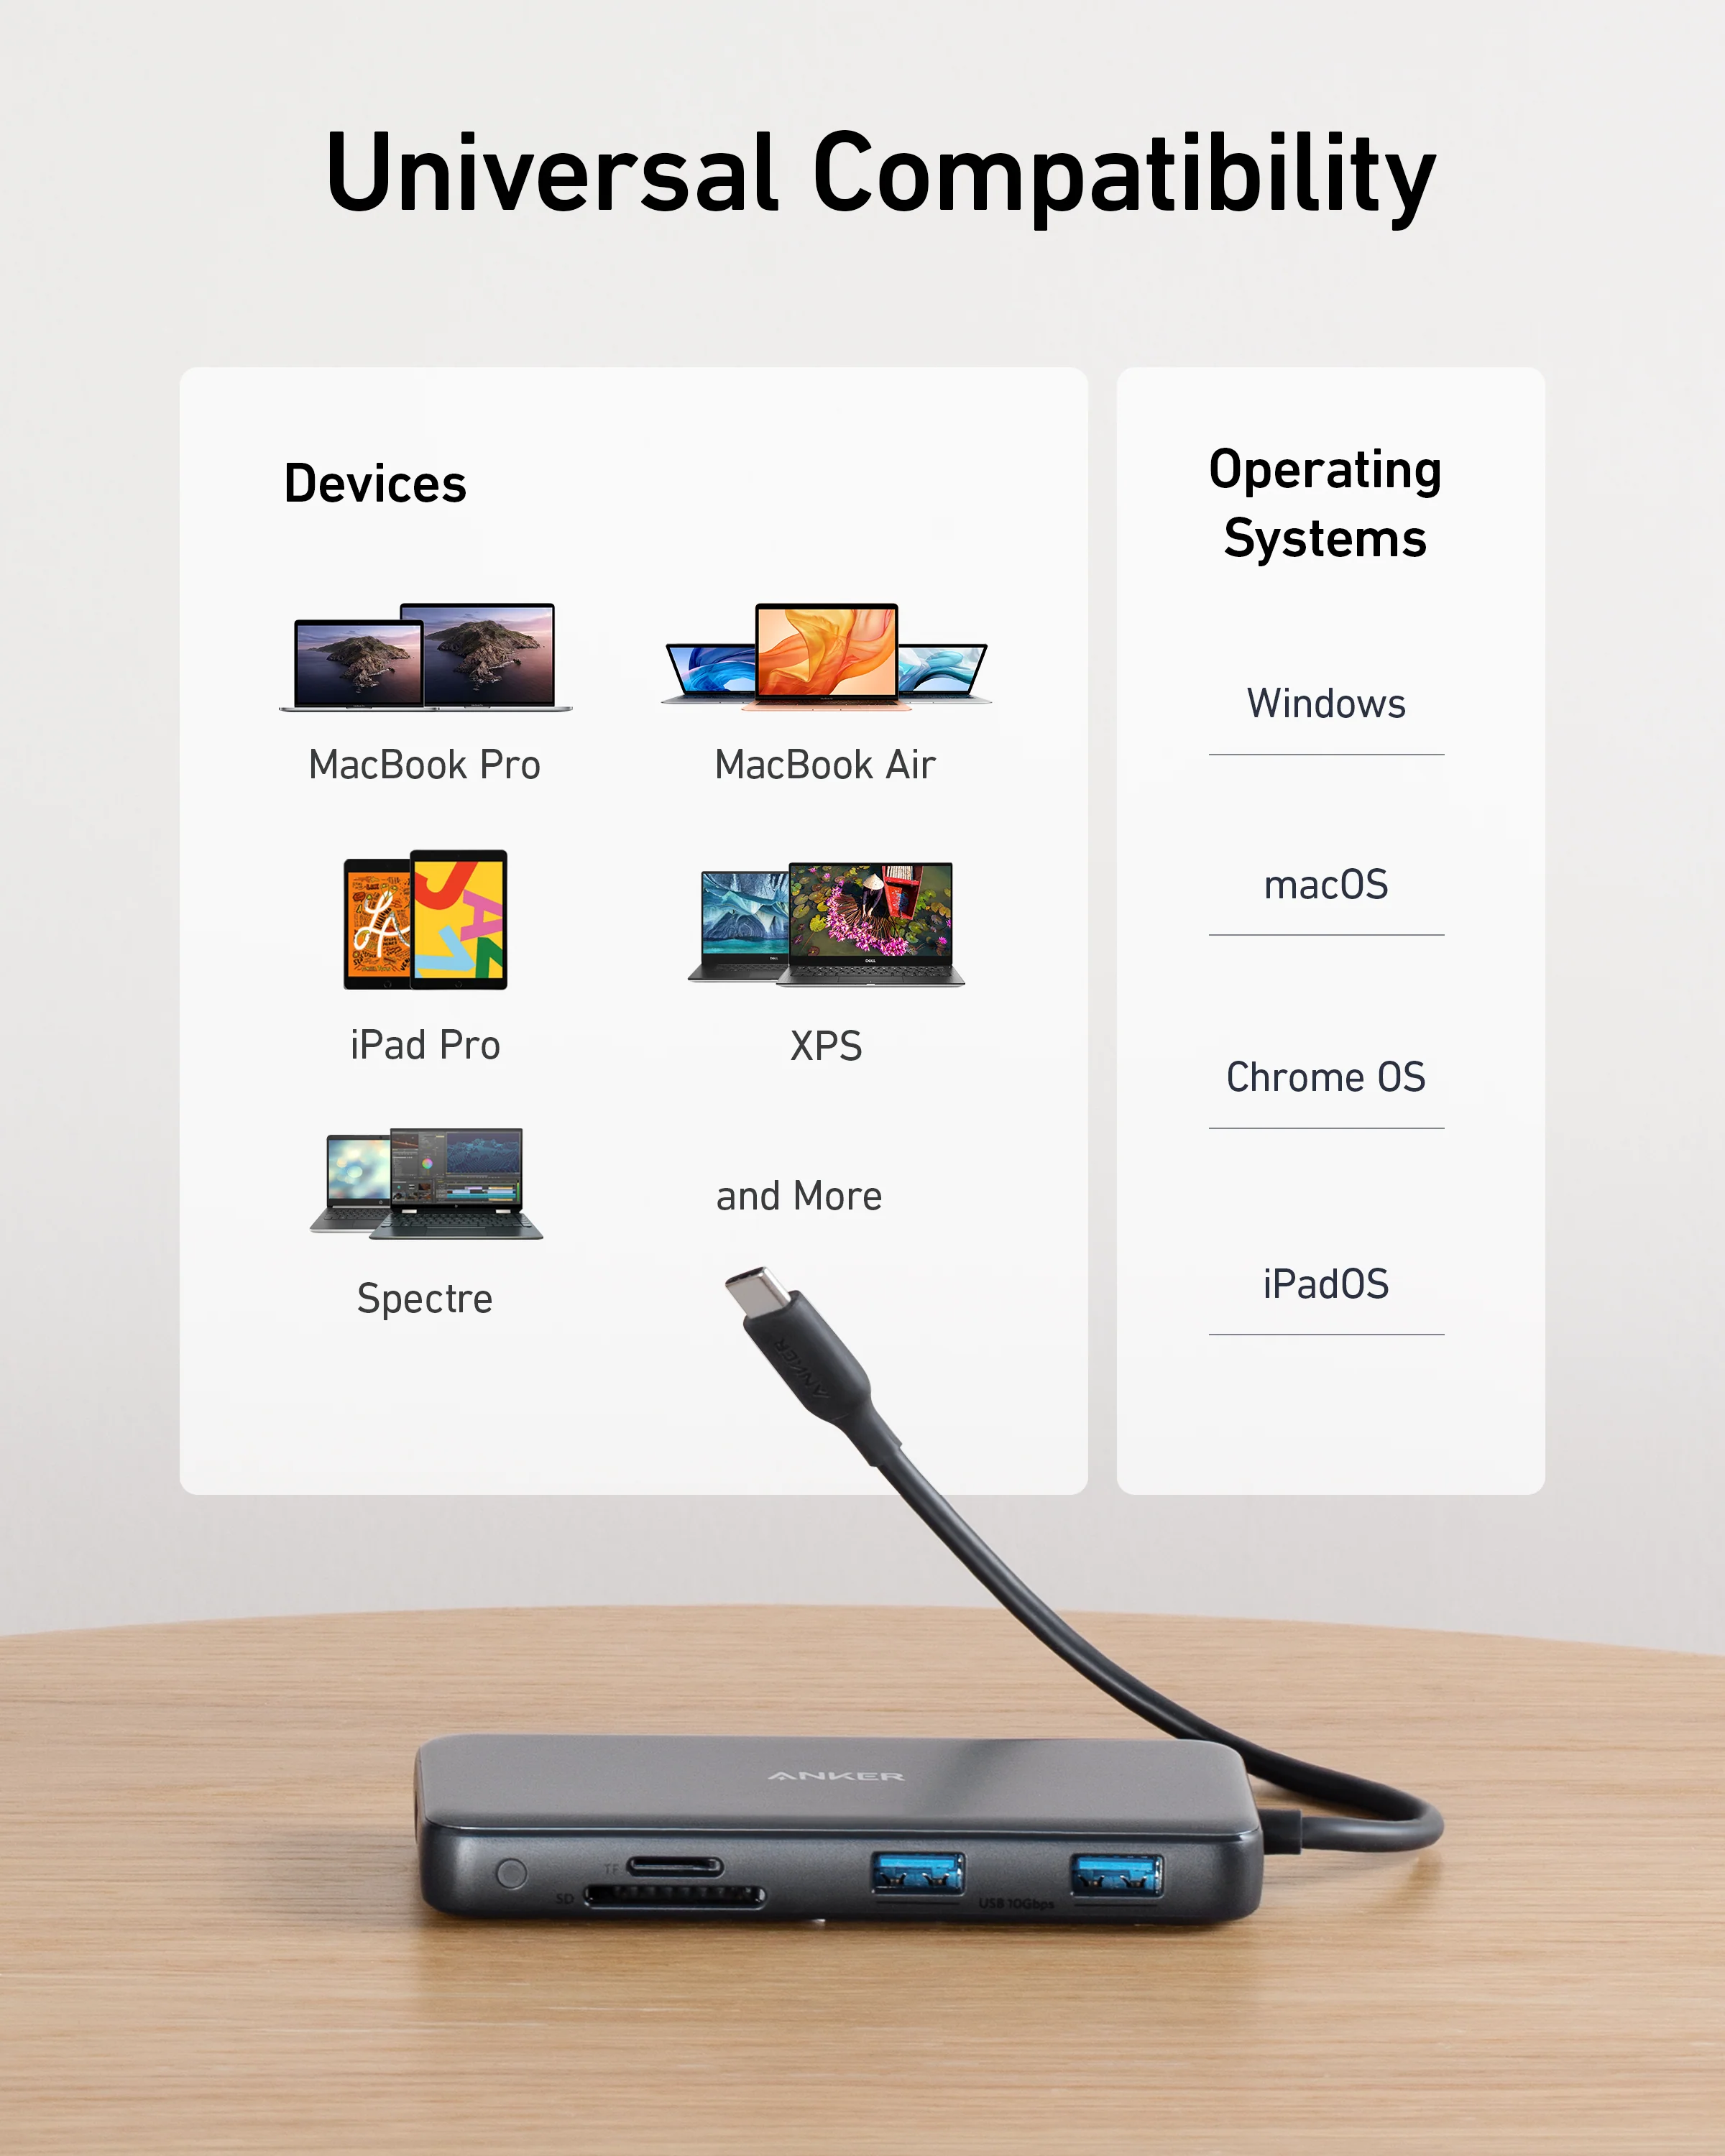 Universal Compatibility
Devices
MacBook Pro
MacBook Air
iPad Pro
XPS
Spectre
and More
Operating
Systems
Windows
macOS
Chrome OS
iPadOS
ANKER
ANKER
TF
SD
USB 10Gbps